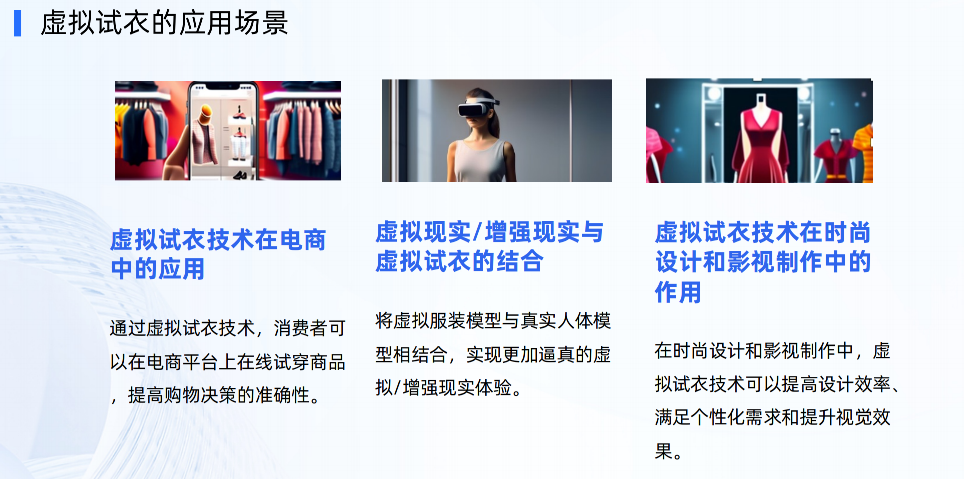 虚拟试衣的应用场景
虚拟试衣技术在电商
中的应用
通过虚拟试衣技术，消费者可
以在电商平台上在线试穿商品
，提高购物决策的准确性。
虚拟现实/增强现实与
虚拟试衣的结合
将虚拟服装模型与真实人体模
型相结合，实现更加逼真的虚
拟/增强现实体验。
虚拟试衣技术在时尚
设计和影视制作中的
作用
在时尚设计和影视制作中，虚
拟试衣技术可以提高设计效率、
满足个性化需求和提升视觉效
果。